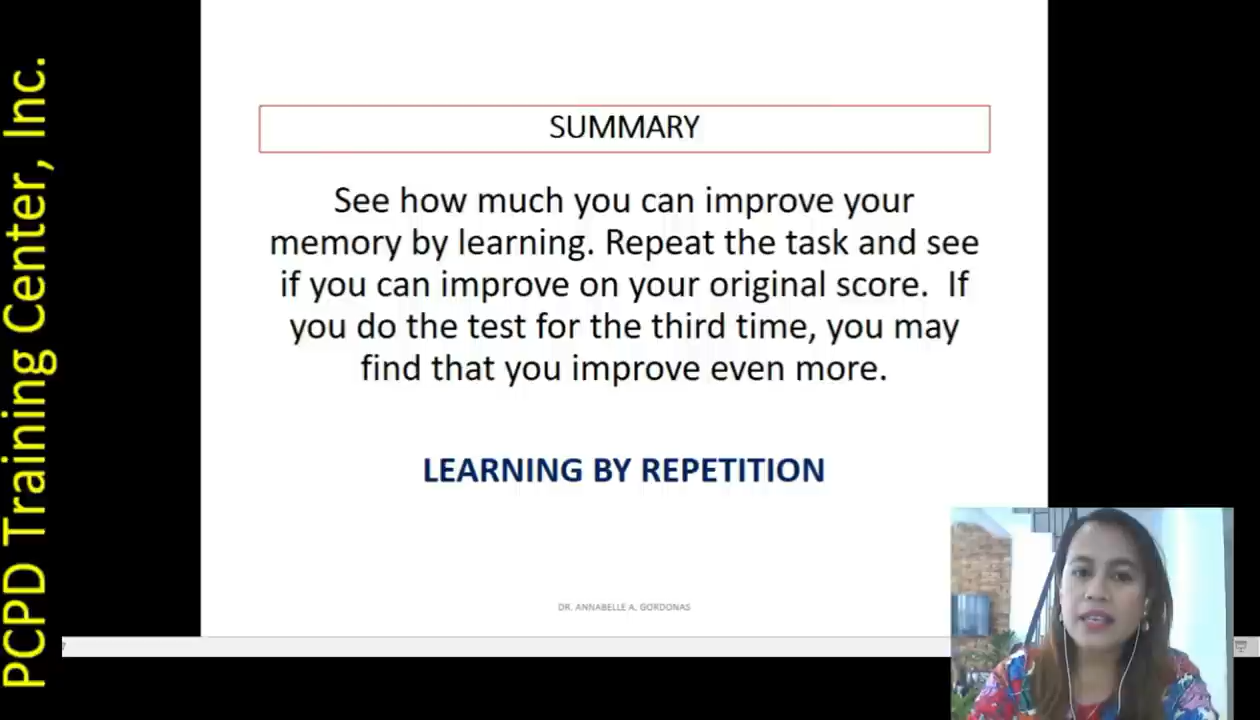 PCPD Training Center, Inc.
SUMMARY
See how much you can improve your
memory by learning. Repeat the task and see
if you can improve on your original score.  If
you do the test for the third time, you may
find that you improve even more.
LEARNING BY REPETITION
DR. ANNABELLE A. GORDONAS